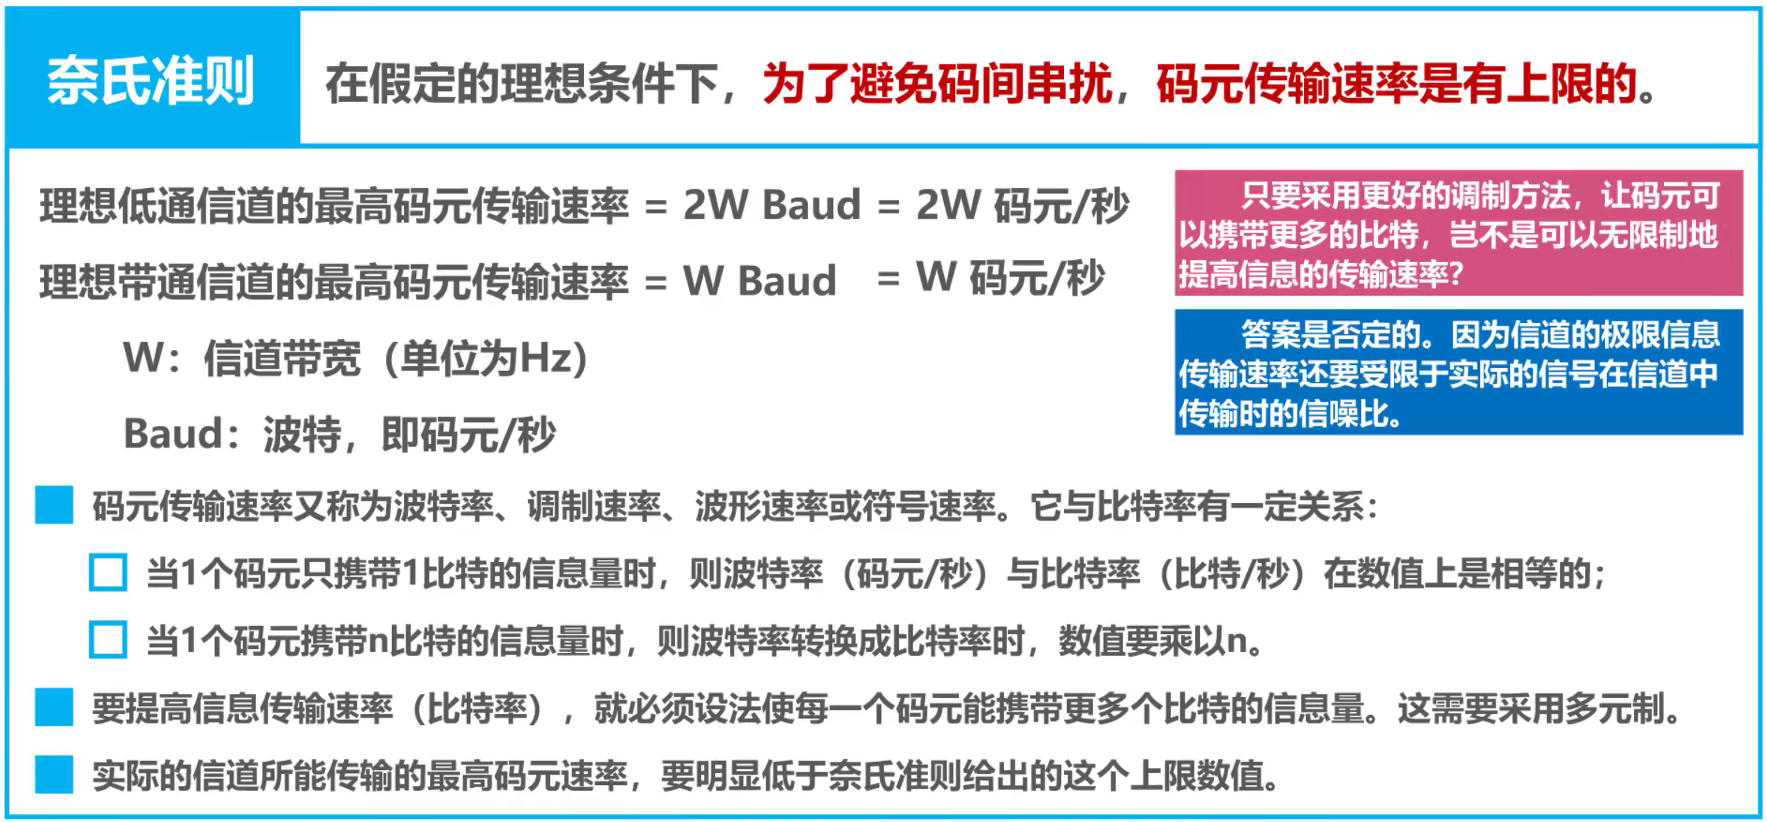 奈氏准则
在假定的理想条件下，为了避免码间串扰，码元传输速率是有上限的。
理想低通信道的最高码元传输速率 = 2W Baud = 2W 码元/秒
理想带通信道的最高码元传输速率 = W Baud = W 码元/秒
W：信道带宽（单位为Hz）
Baud：波特，即码元/秒
只要采用更好的调制方法，让码元可
以携带更多的比特，岂不是可以无限制地
提高信息的传输速率？
答案是否定的。因为信道的极限信息
传输速率还要受限于实际的信号在信道中
传输时的信噪比。
码元传输速率又称为波特率、调制速率、波形速率或符号速率。它与比特率有一定关系：
当1个码元只携带1比特的信息量时，则波特率（码元/秒）与比特率（比特/秒）在数值上是相等的；
当1个码元携带n比特的信息量时，则波特率转换成比特率时，数值要乘以n。
要提高信息传输速率（比特率），就必须设法使每一个码元能携带更多个比特的信息量。这需要采用多元制。
实际的信道所能传输的最高码元速率，要明显低于奈氏准则给出的这个上限数值。